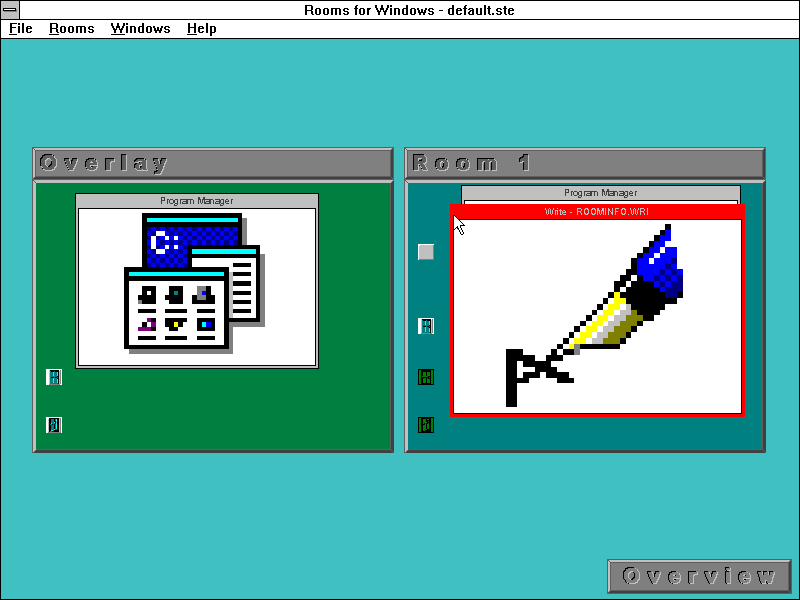 Rooms for Windows - default.ste
File Rooms Windows Help
Overlay
Room 1
Program Manager
C:
Program Manager
Write - ROOMINFO.WRI
Overview